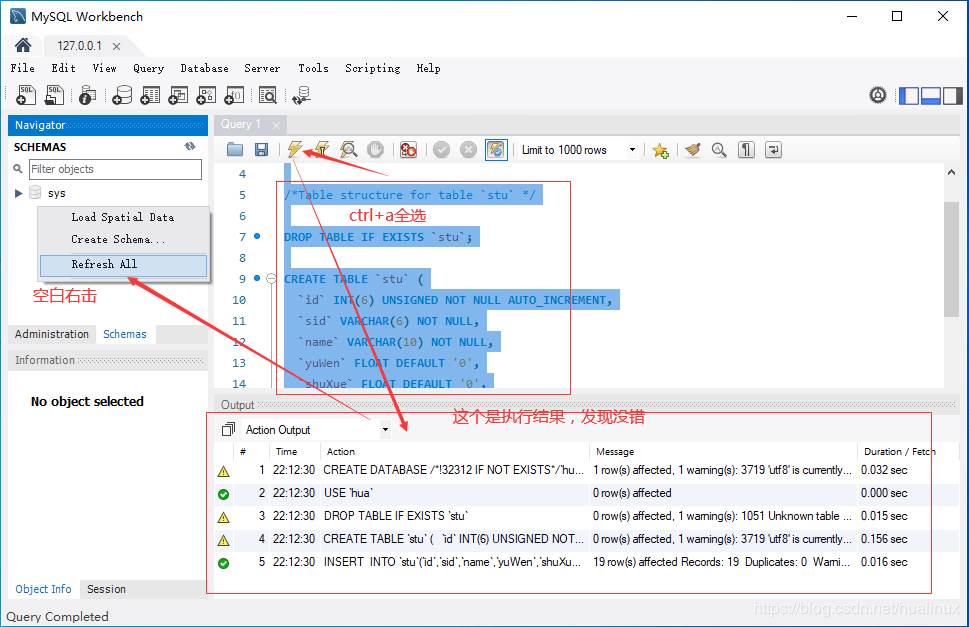 MySQL Workbench
127.0.0.1
File Edit View Query Database Server Tools Scripting Help
Navigator
SCHEMAS
Filter objects
sys
Load Spatial Data
Create Schema...
Refresh All
空白右击
Administration Schemas
Information
No object selected
Object Info Session
Query 1
Limit to 1000 rows
4
5 /*Table structure for table `stu` */
ctrl+a全选
6
7 DROP TABLE IF EXISTS `stu`;
8
9 CREATE TABLE `stu` (
10 `id` INT(6) UNSIGNED NOT NULL AUTO_INCREMENT,
11 `sid` VARCHAR(6) NOT NULL,
12 `name` VARCHAR(10) NOT NULL,
13 `yuWen` FLOAT DEFAULT '0',
14 `shuXue` FLOAT DEFAULT '0',
Output
这个是执行结果，发现没错
Action Output
# Time Action Message Duration / Fetch
1 22:12:30 CREATE DATABASE /*!32312 IF NOT EXISTS*/`hu... 1 row(s) affected, 1 warning(s): 3719 'utf8' is currently... 0.032 sec
2 22:12:30 USE `hua` 0 row(s) affected 0.000 sec
3 22:12:30 DROP TABLE IF EXISTS `stu` 0 row(s) affected, 1 warning(s): 1051 Unknown table ... 0.015 sec
4 22:12:30 CREATE TABLE `stu` ( `id` INT(6) UNSIGNED NOT... 0 row(s) affected, 1 warning(s): 3719 'utf8' is currently... 0.156 sec
5 22:12:30 INSERT INTO `stu`(`id`,`sid`,`name`,`yuWen`,`shuXu... 19 row(s) affected Records: 19 Duplicates: 0 Warni... 0.016 sec
Query Completed
https://blog.csdn.net/hualinux